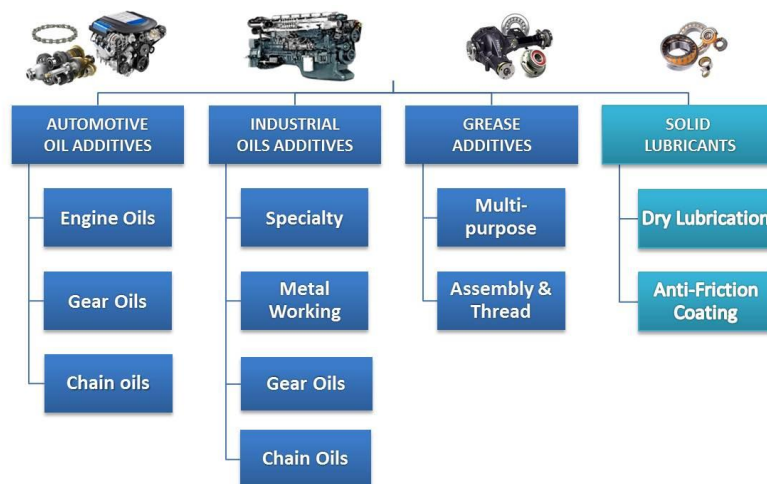 AUTOMOTIVE
OIL ADDITIVES
Engine Oils
Gear Oils
Chain oils
INDUSTRIAL
OILS ADDITIVES
Specialty
Metal
Working
Gear Oils
Chain Oils
GREASE
ADDITIVES
Multi-
purpose
Assembly &
Thread
SOLID
LUBRICANTS
Dry Lubrication
Anti-Friction
Coating